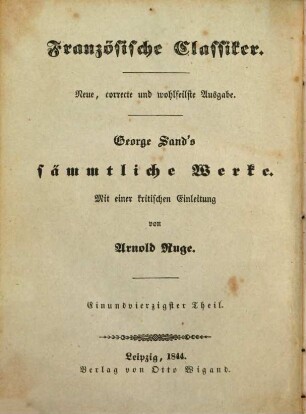 Französische Classiker.
Neue, correcte und wohlfeilste Ausgabe.
George Sand's
sämmtliche Werke.
Mit einer kritischen Einleitung
von
Arnold Ruge.
Einundvierzigster Theil.
Leipzig, 1844.
Verlag von Otto Wigand.